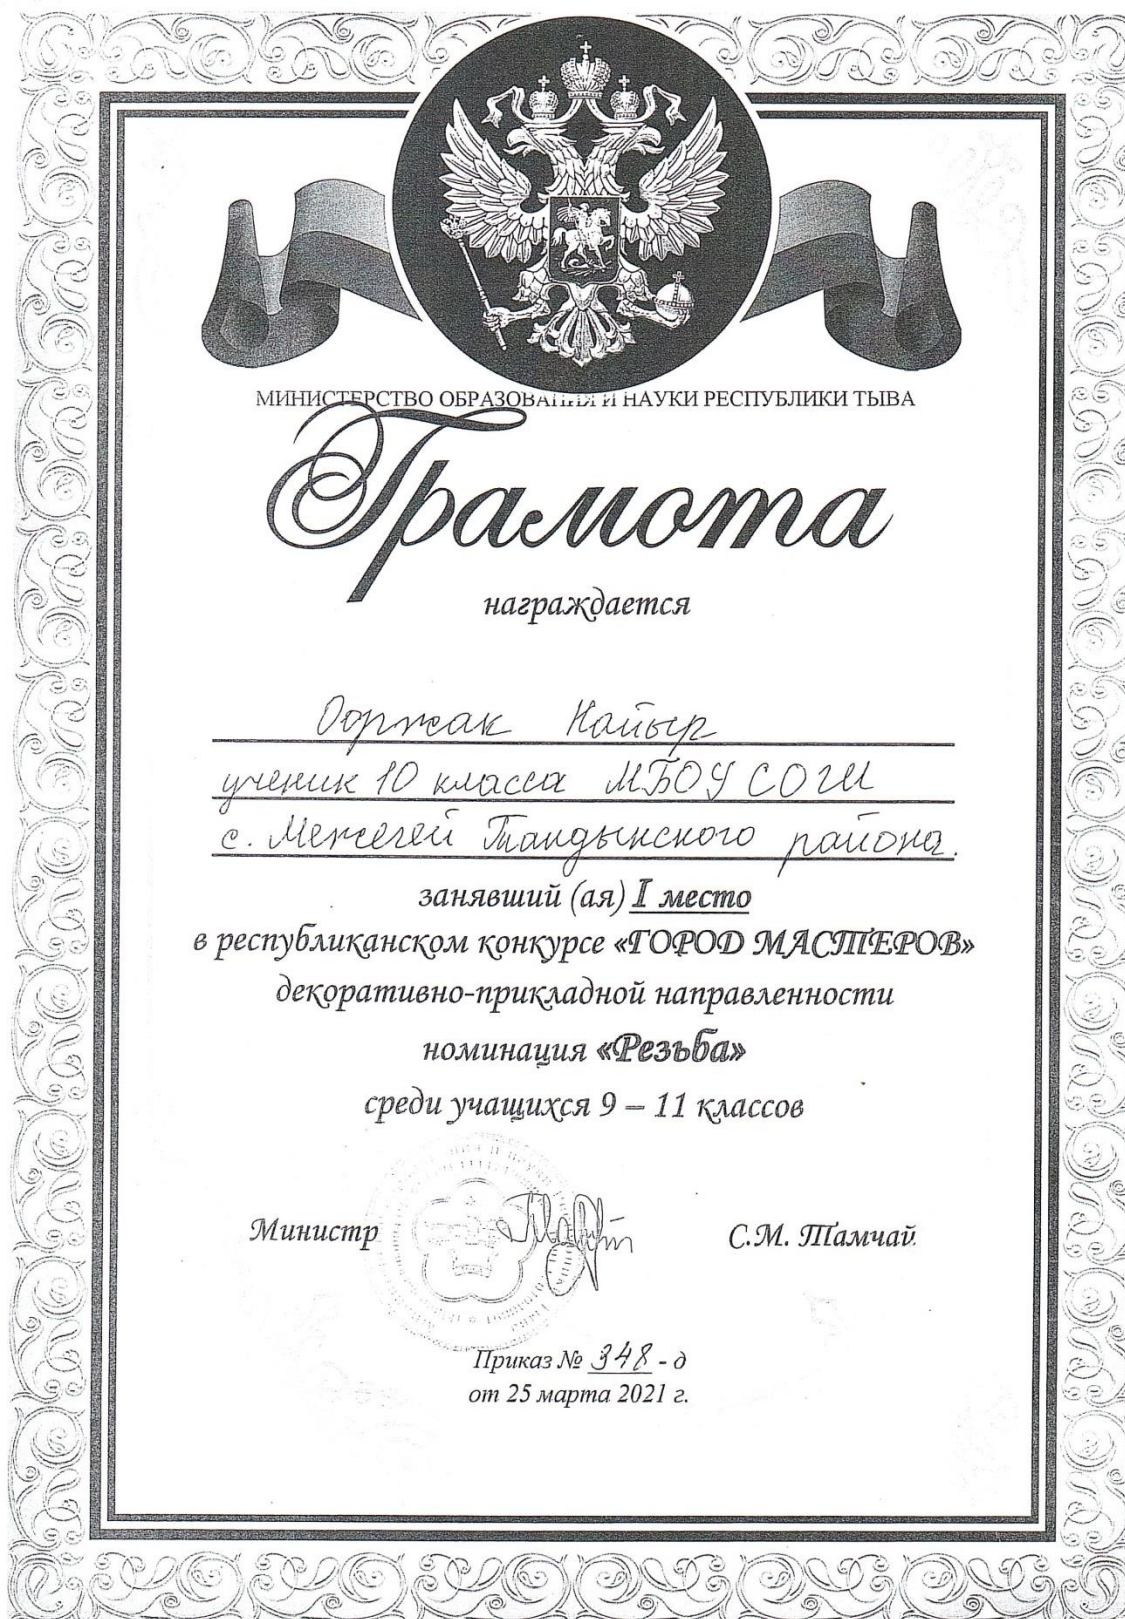 МИНИСТЕРСТВО ОБРАЗОВАНИЯ И НАУКИ РЕСПУБЛИКИ ТЫВА
Грамота
награждается
Ооржак Найыр
ученик 10 класса МБОУ СОШ
с. Межегей Тандынского района.
занявший (ая) I место
в республиканском конкурсе «ГОРОД МАСТЕРОВ»
декоративно-прикладной направленности
номинация «Резьба»
среди учащихся 9 – 11 классов
Министр С.М. Тамчай
Приказ № 348 - д
от 25 марта 2021 г.